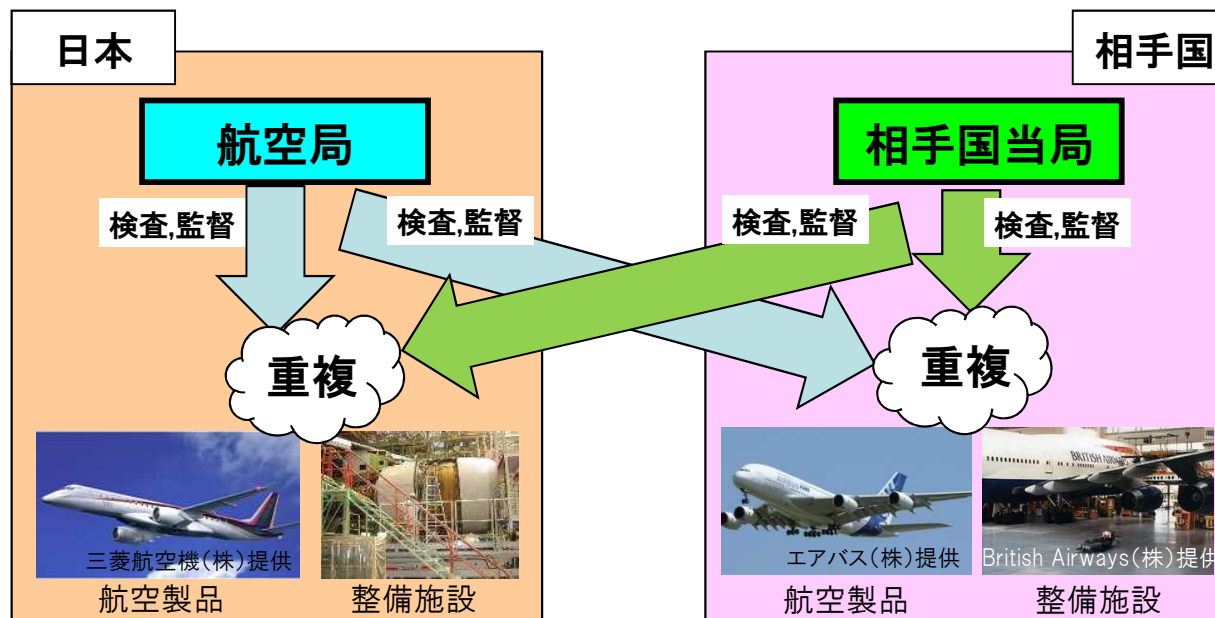 日本
相手国
航空局
相手国当局
検査,監督
検査,監督
検査,監督
検査,監督
重複
重複
BRITISH AIRWAYS
AIRBUS
三菱航空機(株)提供
エアバス(株)提供
British Airways(株)提供
航空製品
整備施設
航空製品
整備施設